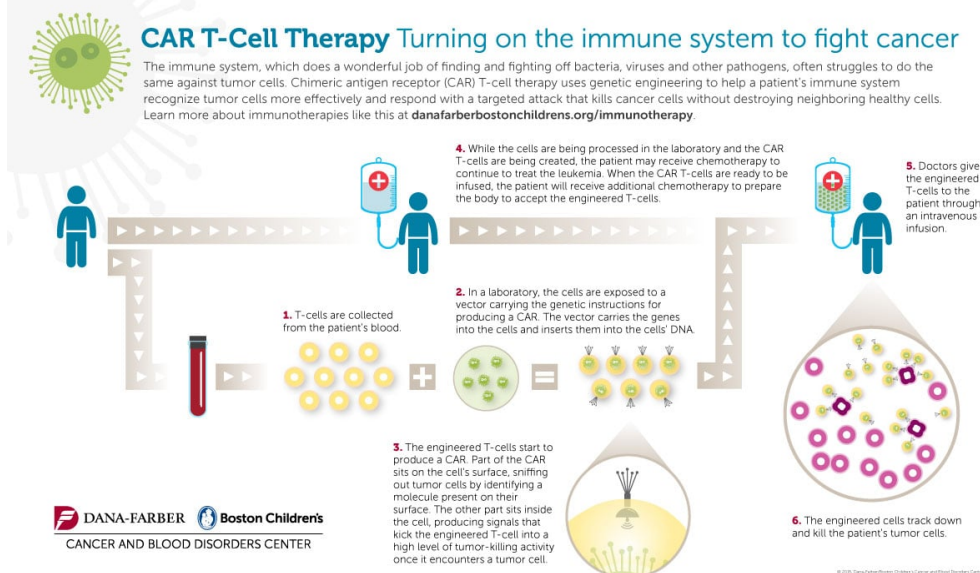 CAR T-Cell Therapy Turning on the immune system to fight cancer
The immune system, which does a wonderful job of finding and fighting off bacteria, viruses and other pathogens, often struggles to do the
same against tumor cells. Chimeric antigen receptor (CAR) T-cell therapy uses genetic engineering to help a patient's immune system
recognize tumor cells more effectively and respond with a targeted attack that kills cancer cells without destroying neighboring healthy cells.
Learn more about immunotherapies like this at danafarberbostonchildrens.org/immunotherapy.
4. While the cells are being processed in the laboratory and the CAR
T-cells are being created, the patient may receive chemotherapy to
continue to treat the leukemia. When the CAR T-cells are ready to be
infused, the patient will receive additional chemotherapy to prepare
the body to accept the engineered T-cells.
5. Doctors give
the engineered
T-cells to the
patient through
an intravenous
infusion.
1. T-cells are collected
from the patient's blood.
2. In a laboratory, the cells are exposed to a
vector carrying the genetic instructions for
producing a CAR. The vector carries the genes
into the cells and inserts them into the cells' DNA.
3. The engineered T-cells start to
produce a CAR. Part of the CAR
sits on the cell's surface, sniffing
out tumor cells by identifying a
molecule present on their
surface. The other part sits inside
the cell, producing signals that
kick the engineered T-cell into a
high level of tumor-killing activity
once it encounters a tumor cell.
6. The engineered cells track down
and kill the patient's tumor cells.
DANA-FARBER Boston Children's
CANCER AND BLOOD DISORDERS CENTER